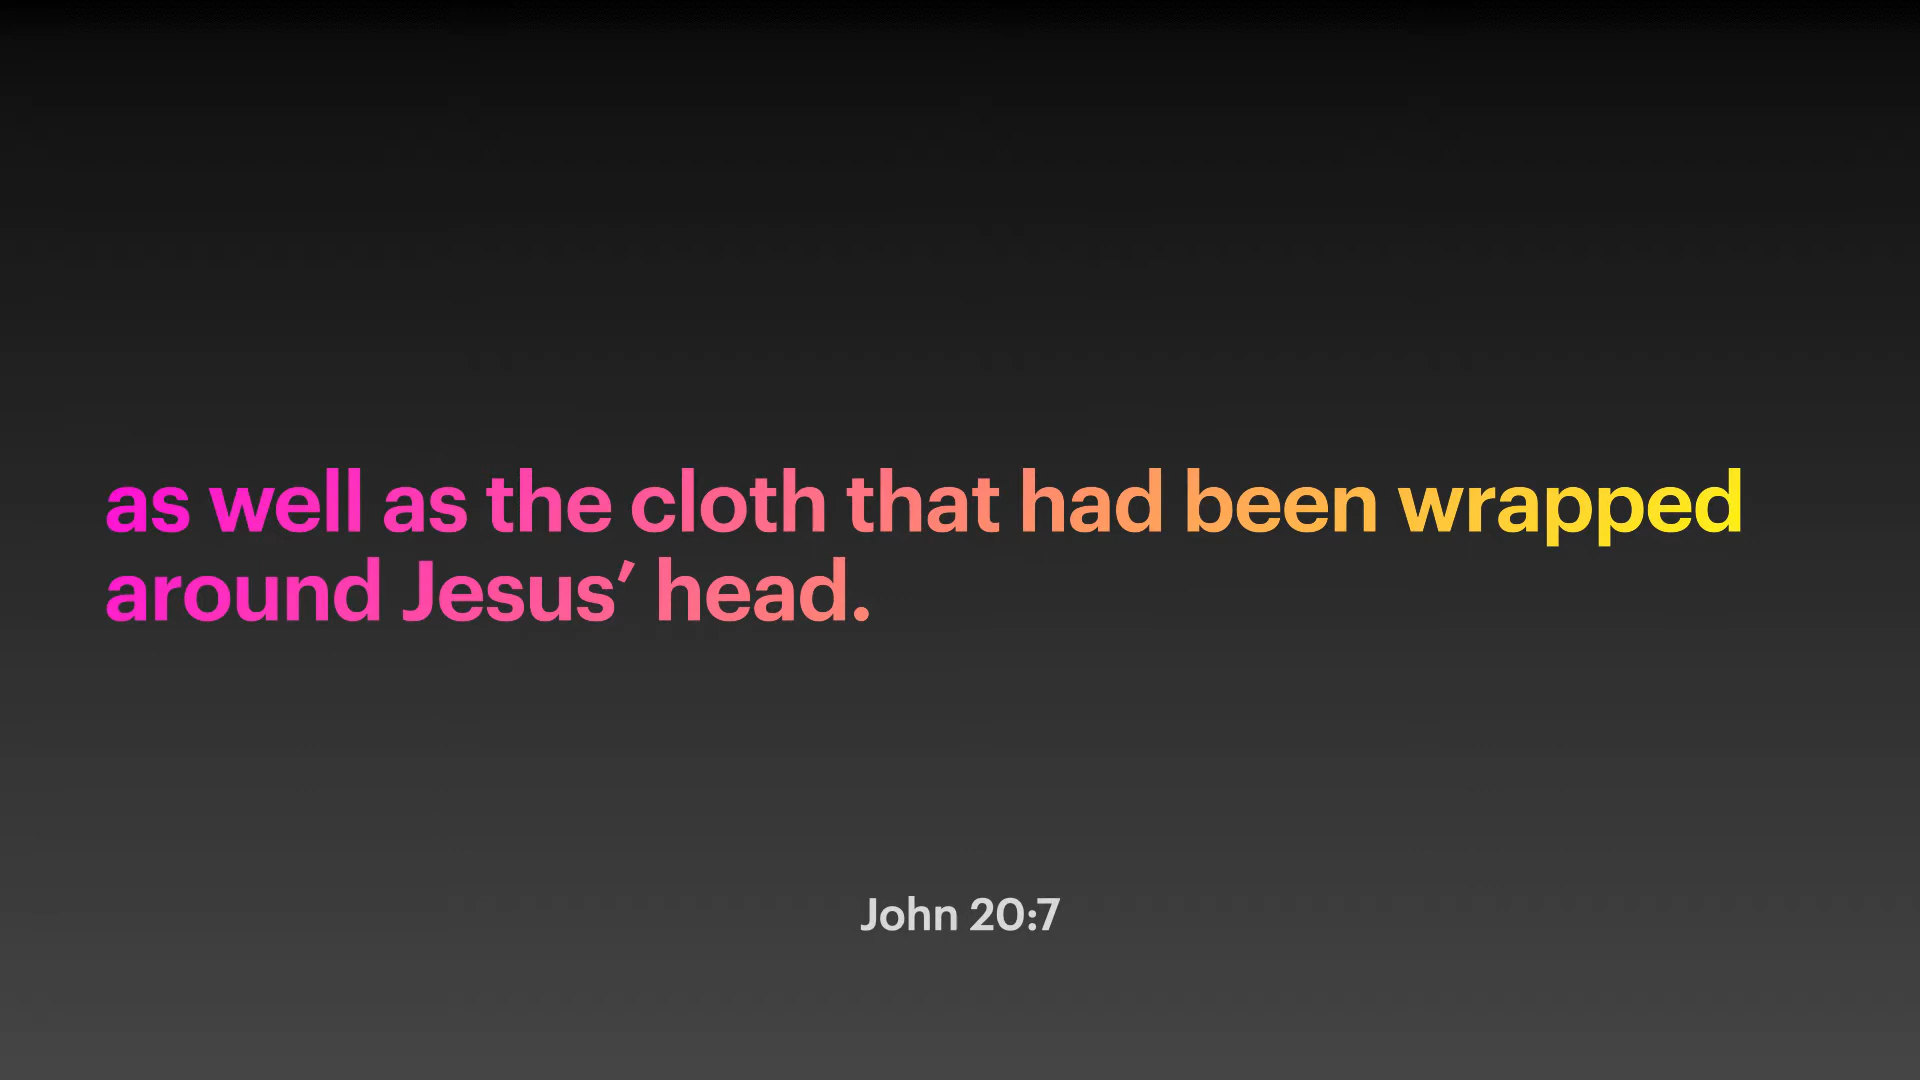 as well as the cloth that had been wrapped
around Jesus’ head.
John 20:7